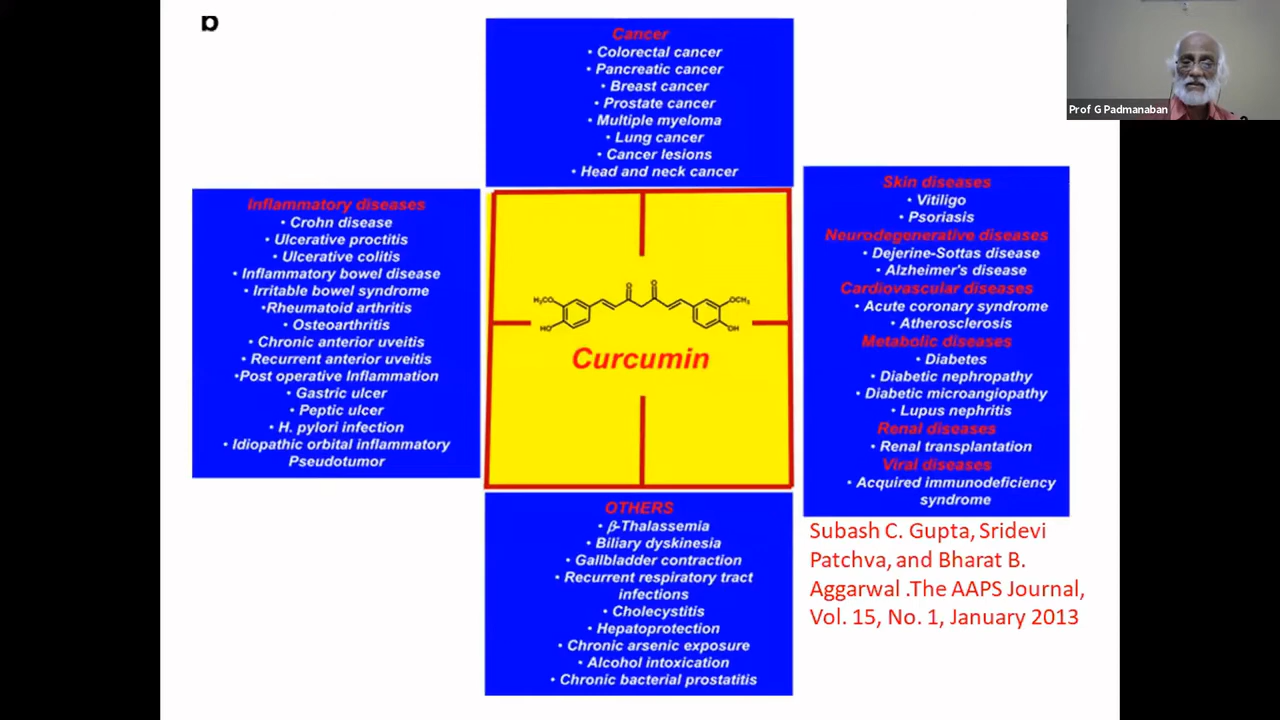 b
Prof G Padmanaban
Cancer
• Colorectal cancer
• Pancreatic cancer
• Breast cancer
• Prostate cancer
• Multiple myeloma
• Lung cancer
• Cancer lesions
• Head and neck cancer
Inflammatory diseases
• Crohn disease
• Ulcerative proctitis
• Ulcerative colitis
• Inflammatory bowel disease
• Irritable bowel syndrome
•Rheumatoid arthritis
• Osteoarthritis
• Chronic anterior uveitis
• Recurrent anterior uveitis
•Post operative Inflammation
• Gastric ulcer
• Peptic ulcer
• H. pylori infection
• Idiopathic orbital inflammatory
Pseudotumor
H₃CO
O
O
OCH₃
HO
OH
Curcumin
Skin diseases
• Vitiligo
• Psoriasis
Neurodegenerative diseases
• Dejerine-Sottas disease
• Alzheimer's disease
Cardiovascular diseases
• Acute coronary syndrome
• Atherosclerosis
Metabolic diseases
• Diabetes
• Diabetic nephropathy
• Diabetic microangiopathy
• Lupus nephritis
Renal diseases
• Renal transplantation
Viral diseases
• Acquired immunodeficiency
syndrome
OTHERS
• β-Thalassemia
• Biliary dyskinesia
• Gallbladder contraction
• Recurrent respiratory tract
infections
• Cholecystitis
• Hepatoprotection
• Chronic arsenic exposure
• Alcohol intoxication
• Chronic bacterial prostatitis
Subash C. Gupta, Sridevi
Patchva, and Bharat B.
Aggarwal .The AAPS Journal,
Vol. 15, No. 1, January 2013